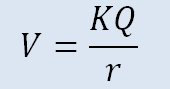 V = KQ/r